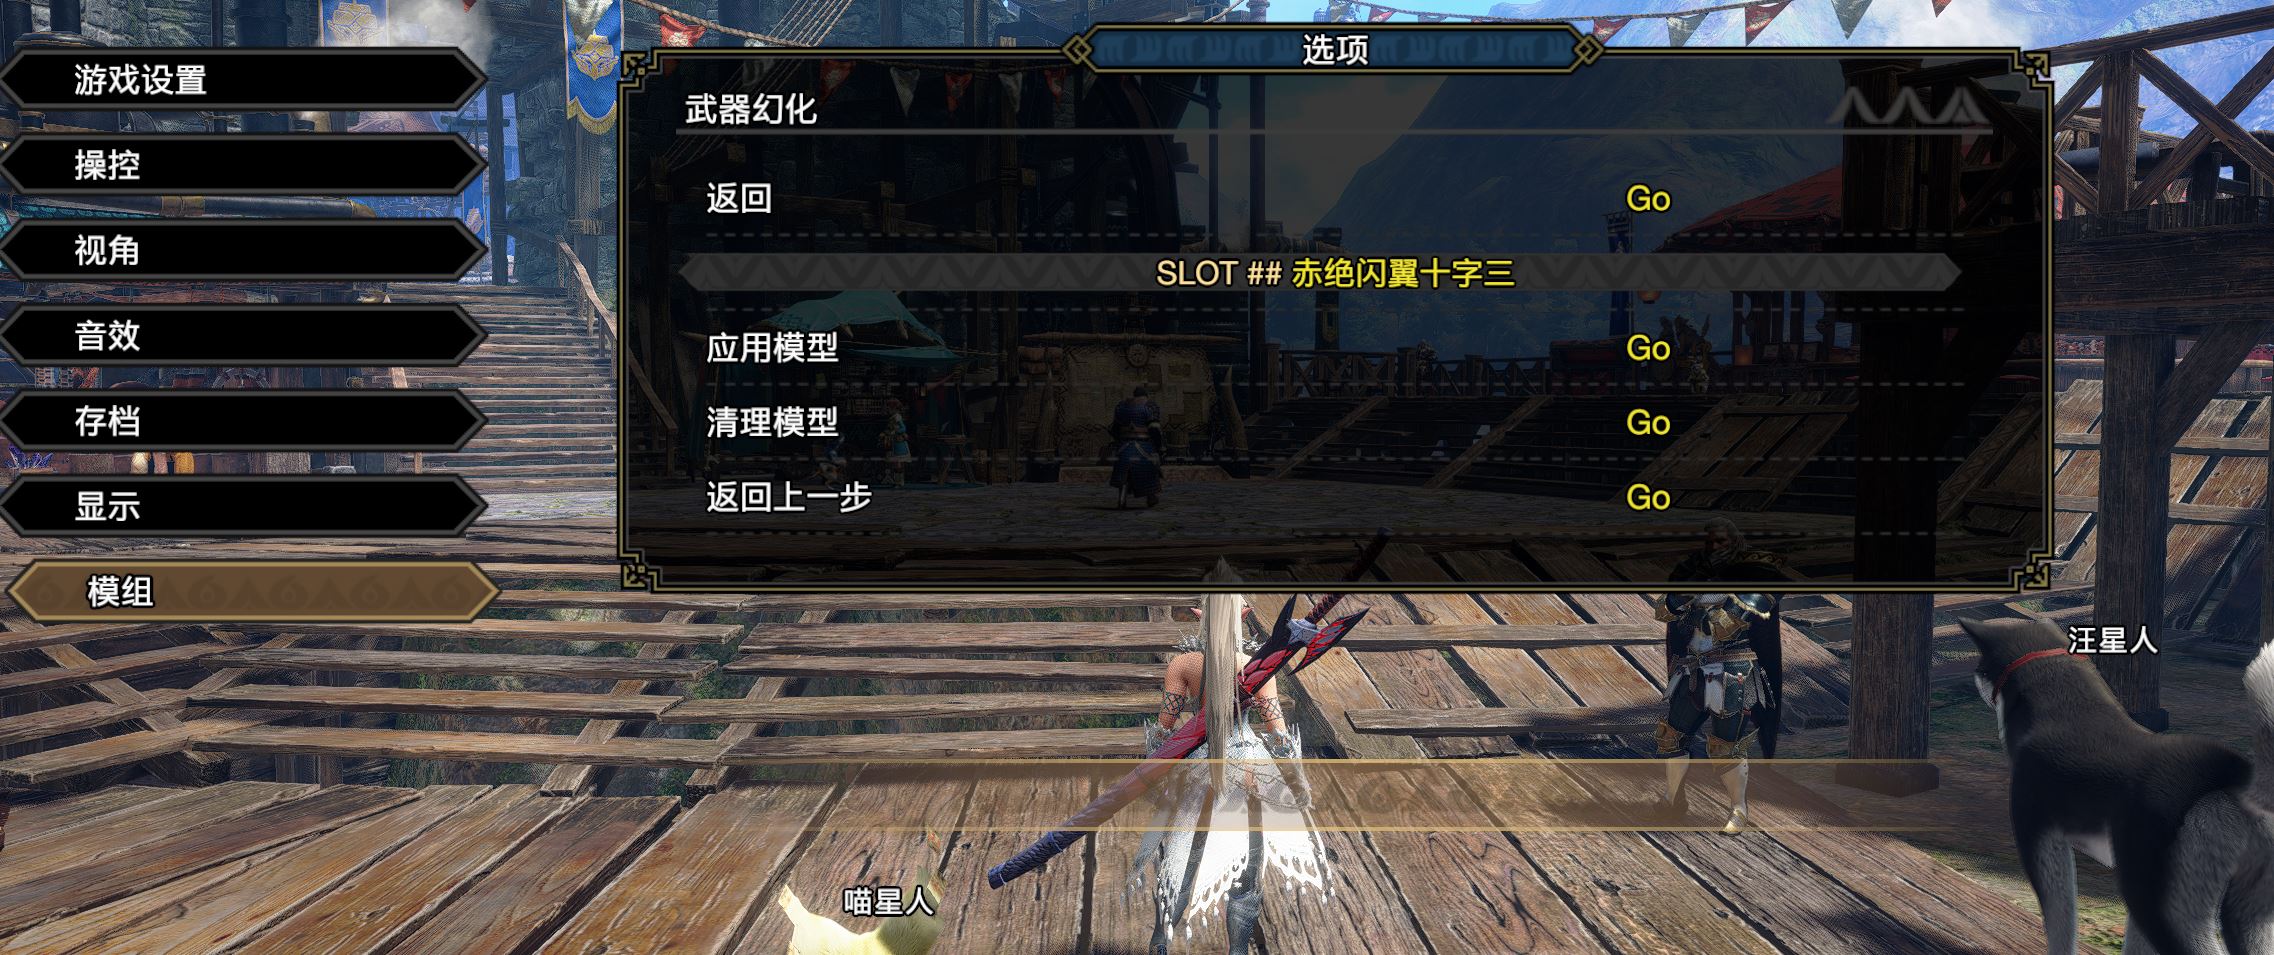 游戏设置
操控
视角
音效
存档
显示
模组
选项
武器幻化
返回 Go
SLOT ## 赤绝闪翼十字三
应用模型 Go
清理模型 Go
返回上一步 Go
汪星人
喵星人